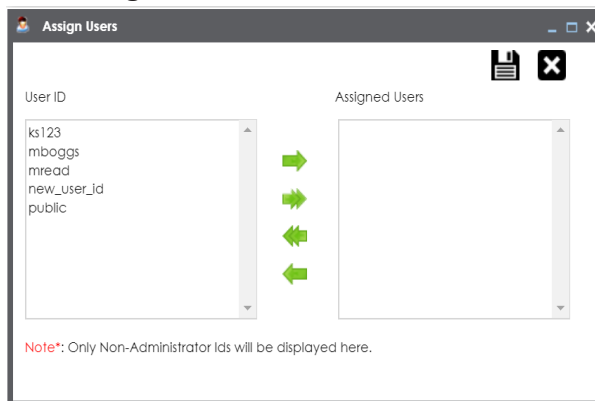 Assign Users
User ID
Assigned Users
ks123
mboggs
mread
new_user_id
public
Note*: Only Non-Administrator Ids will be displayed here.